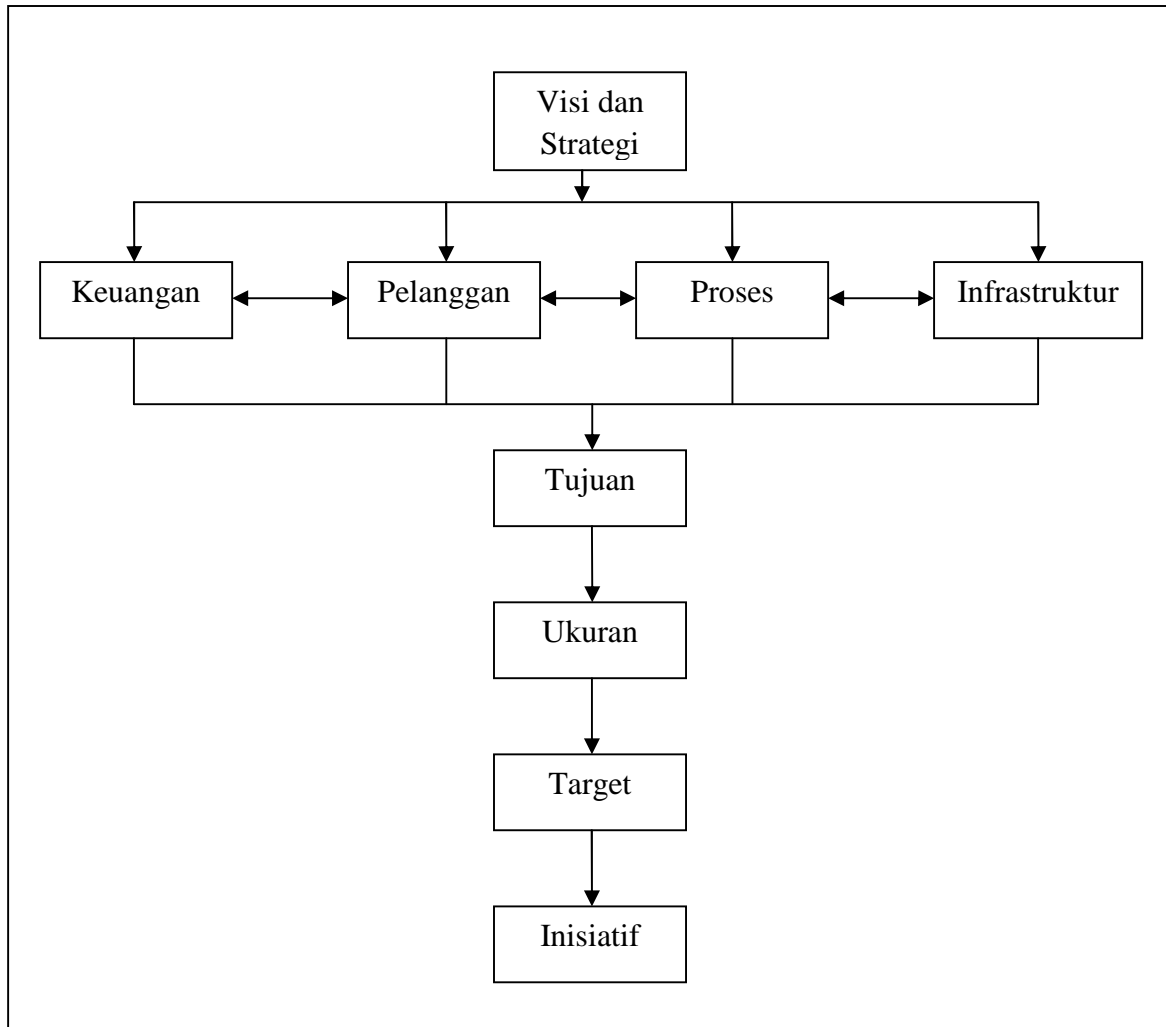 Visi dan
Strategi
Keuangan
Pelanggan
Proses
Infrastruktur
Tujuan
Ukuran
Target
Inisiatif